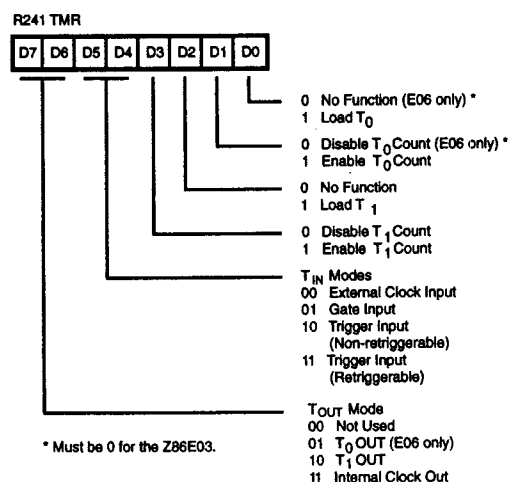 R241 TMR
D7 D6 D5 D4 D3 D2 D1 D0
0 No Function (E06 only) *
1 Load T0
0 Disable T0 Count (E06 only) *
1 Enable T0 Count
0 No Function
1 Load T1
0 Disable T1 Count
1 Enable T1 Count
TIN Modes
00 External Clock Input
01 Gate Input
10 Trigger Input
(Non-retriggerable)
11 Trigger Input
(Retriggerable)
TOUT Mode
00 Not Used
01 T0 OUT (E06 only)
10 T1 OUT
11 Internal Clock Out
* Must be 0 for the Z86E03.